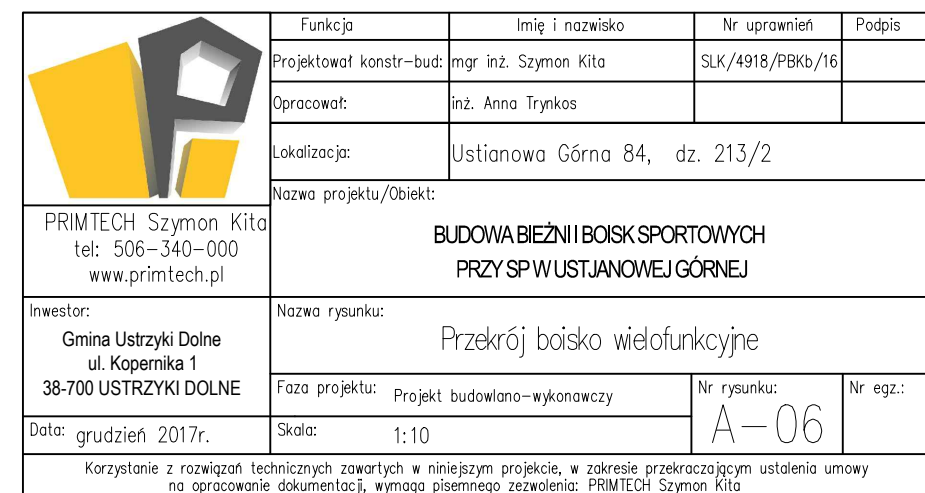 Funkcja Imię i nazwisko Nr uprawnień Podpis
Projektował konstr-bud: mgr inż. Szymon Kita SLK/4918/PBKb/16
Opracował: inż. Anna Trynkos
Lokalizacja: Ustianowa Górna 84, dz. 213/2
PRIMTECH Szymon Kita
tel: 506-340-000
www.primtech.pl
Nazwa projektu/Obiekt:
BUDOWA BIEŻNI I BOISK SPORTOWYCH
PRZY SP W USTJANOWEJ GÓRNEJ
Inwestor:
Gmina Ustrzyki Dolne
ul. Kopernika 1
38-700 USTRZYKI DOLNE
Nazwa rysunku:
Przekrój boisko wielofunkcyjne
Faza projektu: Projekt budowlano-wykonawczy
Nr rysunku:
A-06
Nr egz.:
Data: grudzień 2017r.
Skala: 1:10
Korzystanie z rozwiązań technicznych zawartych w niniejszym projekcie, w zakresie przekraczającym ustalenia umowy
na opracowanie dokumentacji, wymaga pisemnego zezwolenia: PRIMTECH Szymon Kita